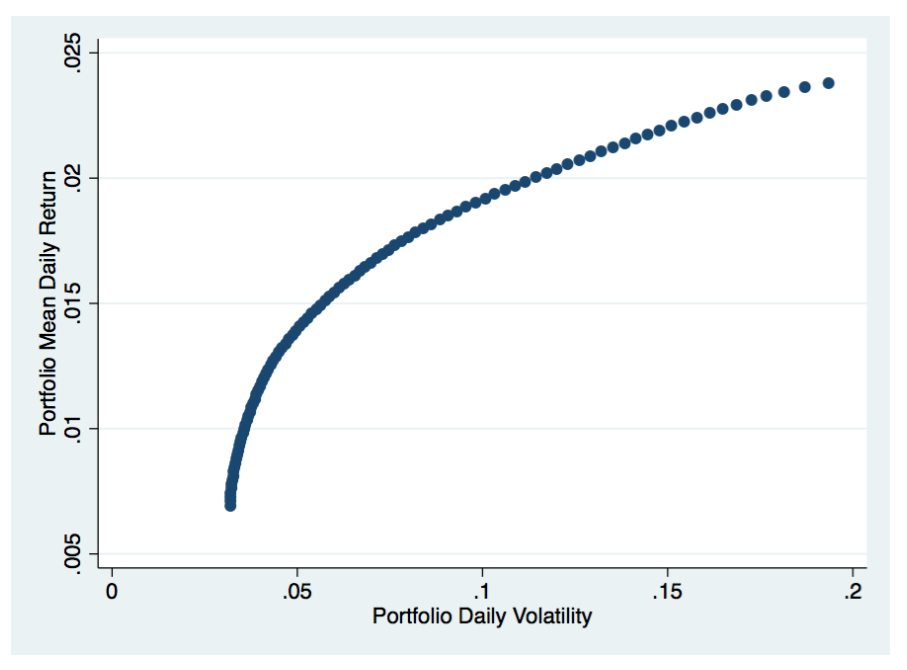 Portfolio Mean Daily Return
.025
.02
.015
.01
.005
0 .05 .1 .15 .2
Portfolio Daily Volatility